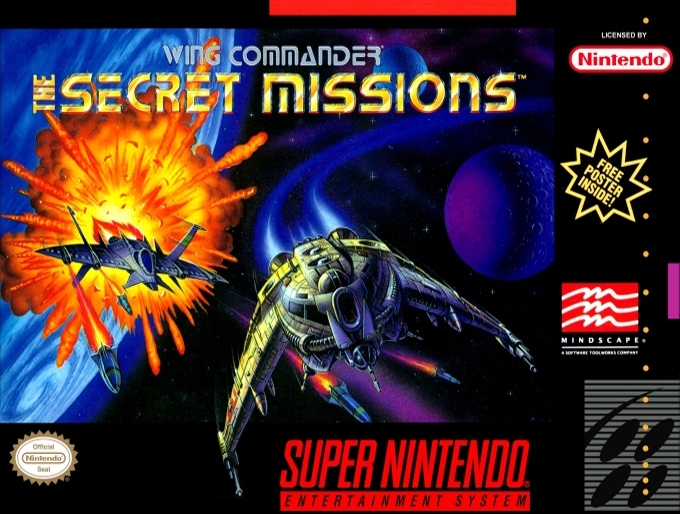 WING COMMANDER
THE SECRET MISSIONS™
LICENSED BY
Nintendo®
FREE
POSTER
INSIDE!
MINDSCAPE®
A SOFTWARE TOOLWORKS COMPANY
Official
Nintendo
Seal
SUPER NINTENDO®
ENTERTAINMENT SYSTEM